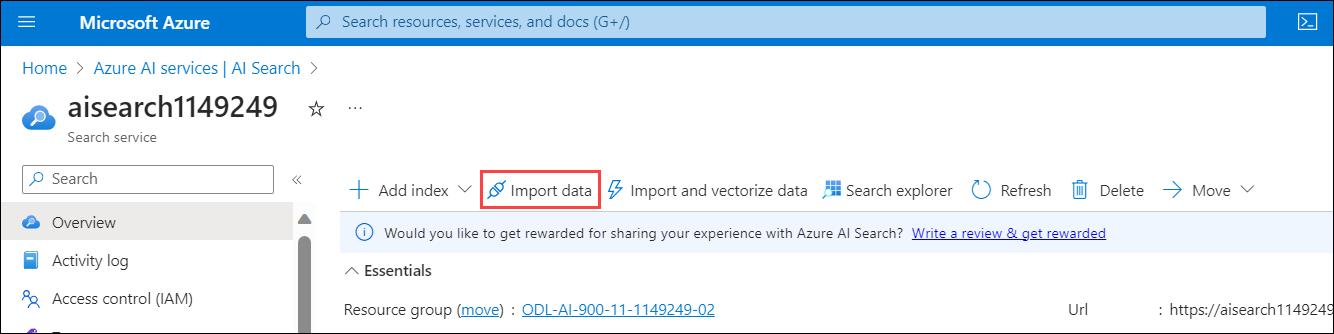 Microsoft Azure
Search resources, services, and docs (G+/)
Home > Azure AI services | AI Search >
aisearch1149249
Search service
Search
Add index
Import data
Import and vectorize data
Search explorer
Refresh
Delete
Move
Overview
Would you like to get rewarded for sharing your experience with Azure AI Search? Write a review & get rewarded
Activity log
Essentials
Access control (IAM)
Resource group (move) : ODL-AI-900-11-1149249-02
Url : https://aisearch1149249